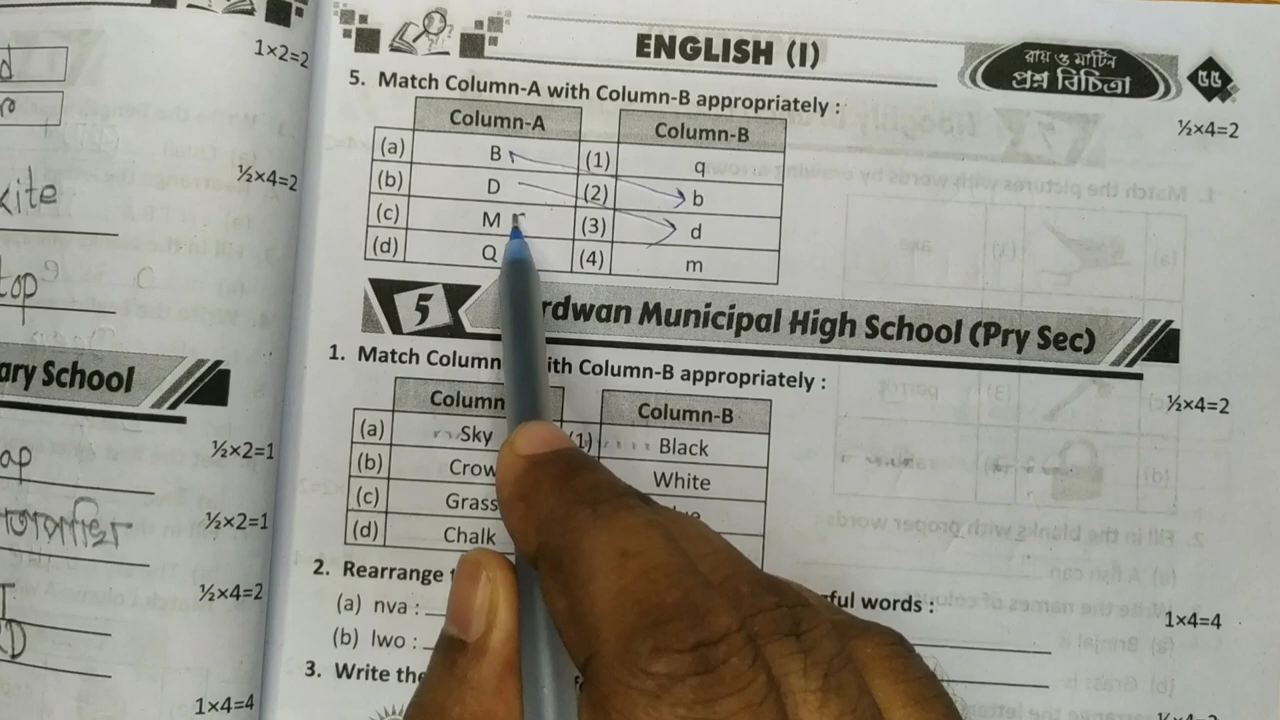 d
1×2=2
½×4=2
kite
top
ary School
½×2=1
ap
½×2=1
½×4=2
D
1×4=4
ENGLISH (I)
রায় ও মার্টিন
প্রশ্ন বিচিত্রা
৫৫
5. Match Column-A with Column-B appropriately :
½×4=2
Column-A Column-B
(a) B (1) q
(b) D (2) b
(c) M (3) d
(d) Q (4) m
5 rdwan Municipal High School (Pry Sec)
1. Match Column ith Column-B appropriately :
½×4=2
Column Column-B
(a) Sky (1) Black
(b) Crow White
(c) Grass
(d) Chalk
2. Rearrange ful words :
1×4=4
(a) nva :
(b) lwo :
3. Write the